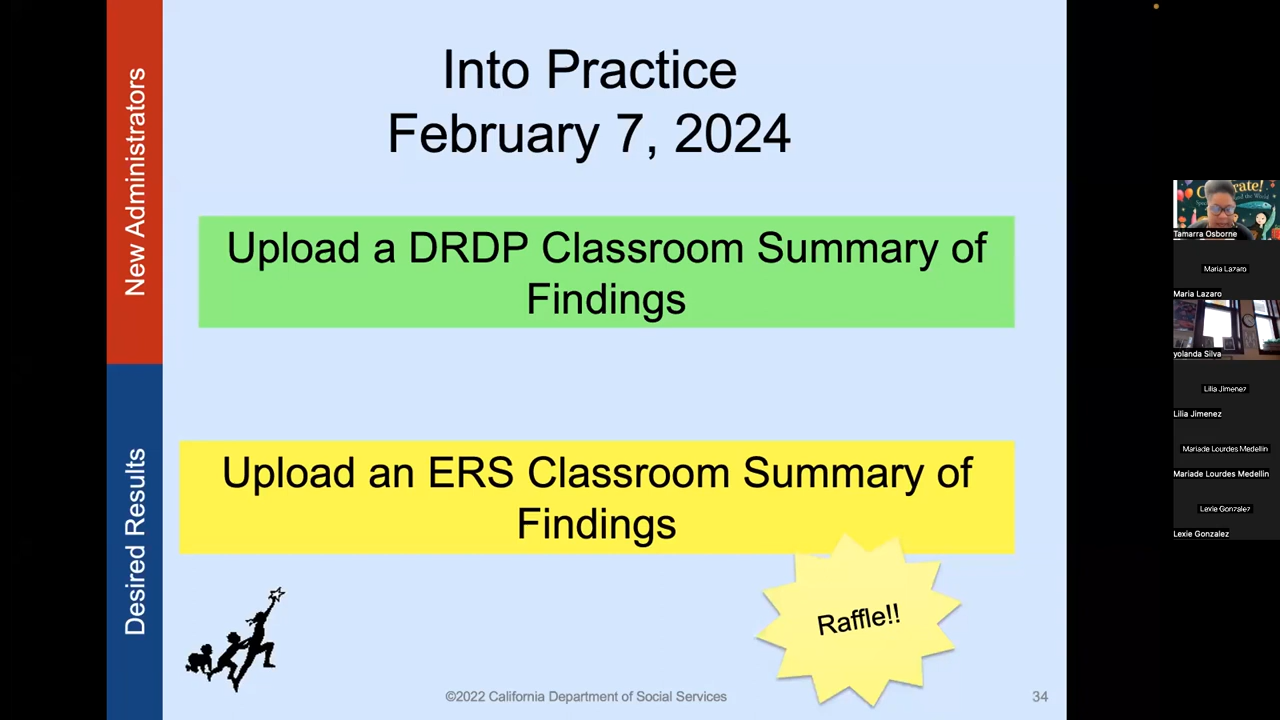 Into Practice
February 7, 2024
New Administrators
Upload a DRDP Classroom Summary of
Findings
Upload an ERS Classroom Summary of
Findings
Desired Results
Raffle!!
©2022 California Department of Social Services
34
Tamarra Osborne
Maria Lazaro
Maria Lazaro
yolanda Silva
Lilia Jimenez
Lilia Jimenez
Mariade Lourdes Medellin
Mariade Lourdes Medellin
Lexie Gonzalez
Lexie Gonzalez